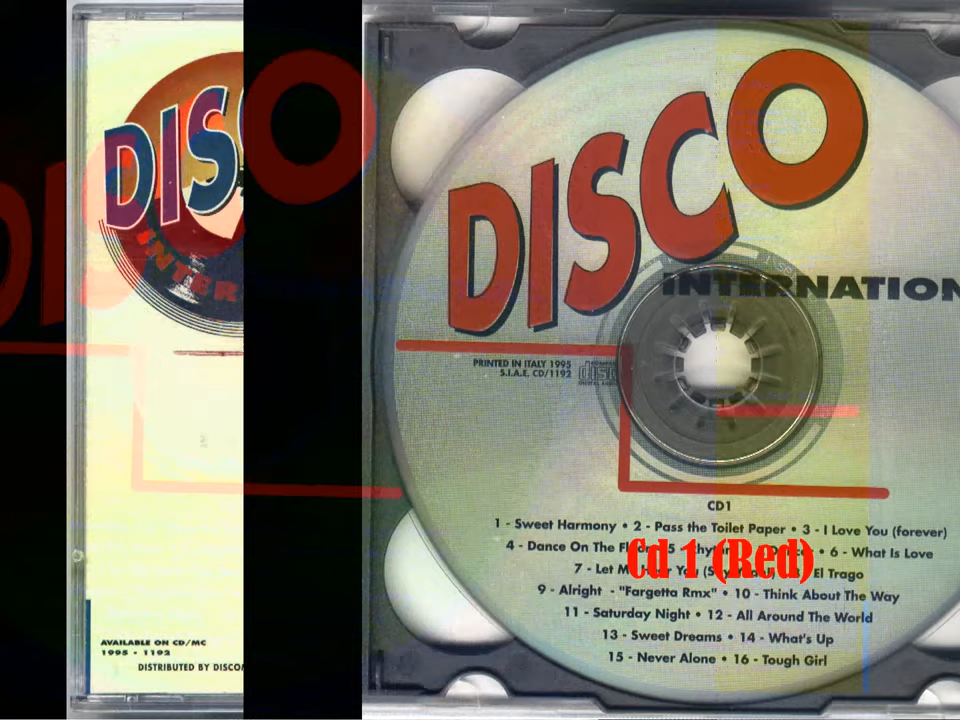 DISC
INTER
AVAILABLE ON CD/MC
1995 • 1192
DISTRIBUTED BY DISCO
DISCO
INTERNATION
PRINTED IN ITALY 1995
S.I.A.E. CD/1192
CD1
1 - Sweet Harmony • 2 - Pass the Toilet Paper • 3 - I Love You (forever)
4 - Dance On The • 6 - What Is Love
Cd 1 (Red)
7 - Let You El Trago
9 - Alright - "Fargetta Rmx" • 10 - Think About The Way
11 - Saturday Night • 12 - All Around The World
13 - Sweet Dreams • 14 - What's Up
15 - Never Alone • 16 - Tough Girl